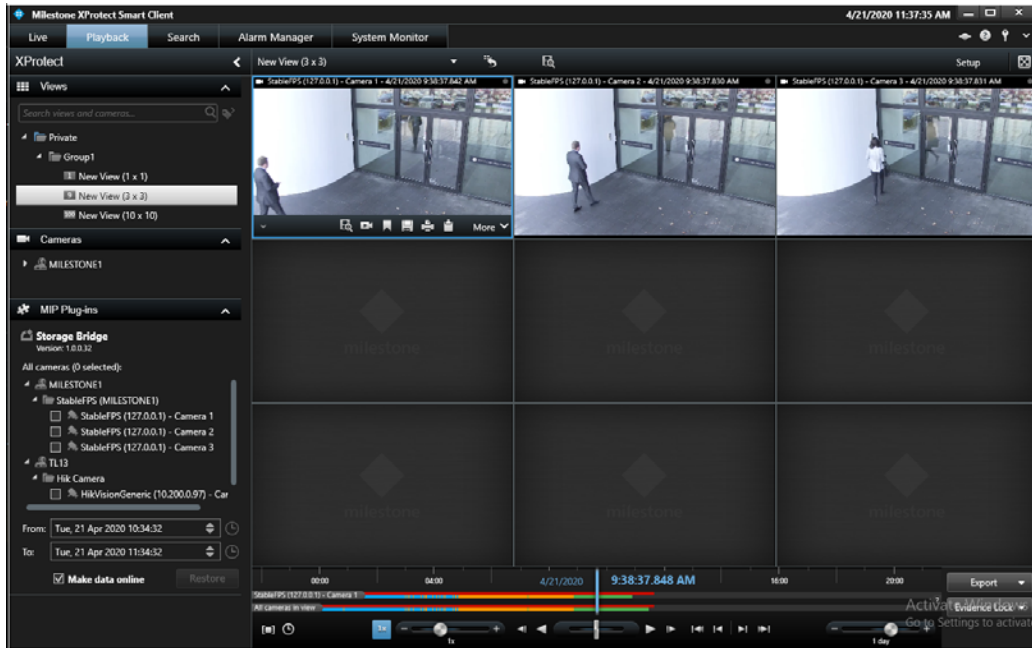 Milestone XProtect Smart Client
4/21/2020 11:37:35 AM
Live Playback Search Alarm Manager System Monitor
XProtect
New View (3 x 3)
Setup
Views
Search views and cameras...
Private
Group1
New View (1 x 1)
New View (3 x 3)
New View (10 x 10)
Cameras
MILESTONE1
MIP Plug-ins
Storage Bridge
Version: 1.0.0.32
All cameras (0 selected):
MILESTONE1
StableFPS (MILESTONE1)
StableFPS (127.0.0.1) - Camera 1
StableFPS (127.0.0.1) - Camera 2
StableFPS (127.0.0.1) - Camera 3
TL13
Hik Camera
HikVisionGeneric (10.200.0.97) - Car
From: Tue, 21 Apr 2020 10:34:32
To: Tue, 21 Apr 2020 11:34:32
Make data online Restore
StableFPS (127.0.0.1) - Camera 1 - 4/21/2020 9:38:37.842 AM
StableFPS (127.0.0.1) - Camera 2 - 4/21/2020 9:38:37.830 AM
StableFPS (127.0.0.1) - Camera 3 - 4/21/2020 9:38:37.831 AM
More
milestone milestone milestone
milestone milestone milestone
00:00 04:00 4/21/2020 9:38:37.848 AM 16:00 20:00
StableFPS (127.0.0.1) - Camera 1
All cameras in view
1x
1x
1 day
Export
Evidence Lock
Activate Windows
Go to Settings to activate